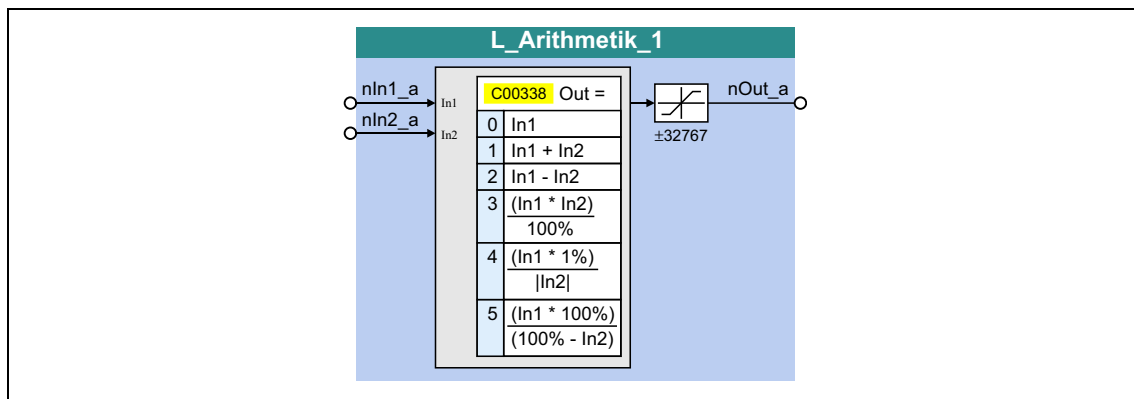 L_Arithmetik_1
nIn1_a
nIn2_a
In1
In2
C00338 Out =
0 In1
1 In1 + In2
2 In1 - In2
3 (In1 * In2)
100%
4 (In1 * 1%)
|In2|
5 (In1 * 100%)
(100% - In2)
nOut_a
±32767